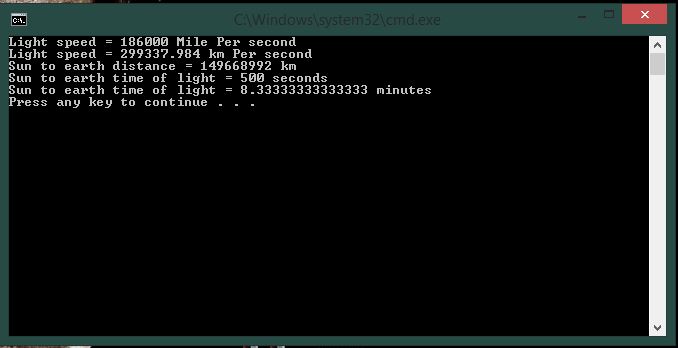 C:\Windows\system32\cmd.exe
Light speed = 186000 Mile Per second
Light speed = 299337.984 km Per second
Sun to earth distance = 149668992 km
Sun to earth time of light = 500 seconds
Sun to earth time of light = 8.33333333333333 minutes
Press any key to continue . . .